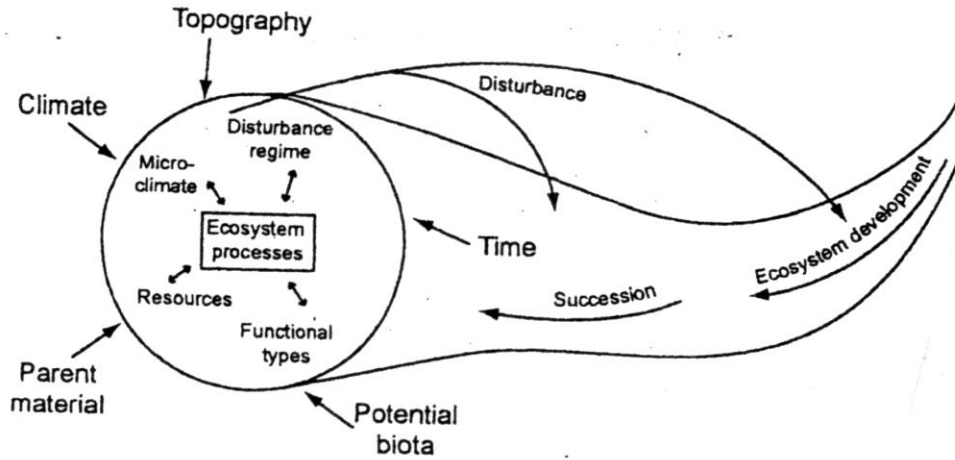 Topography
Climate
Disturbance
Disturbance
regime
Micro-
climate
Ecosystem
processes
Time
Ecosystem development
Resources
Succession
Functional
types
Parent
material
Potential
biota